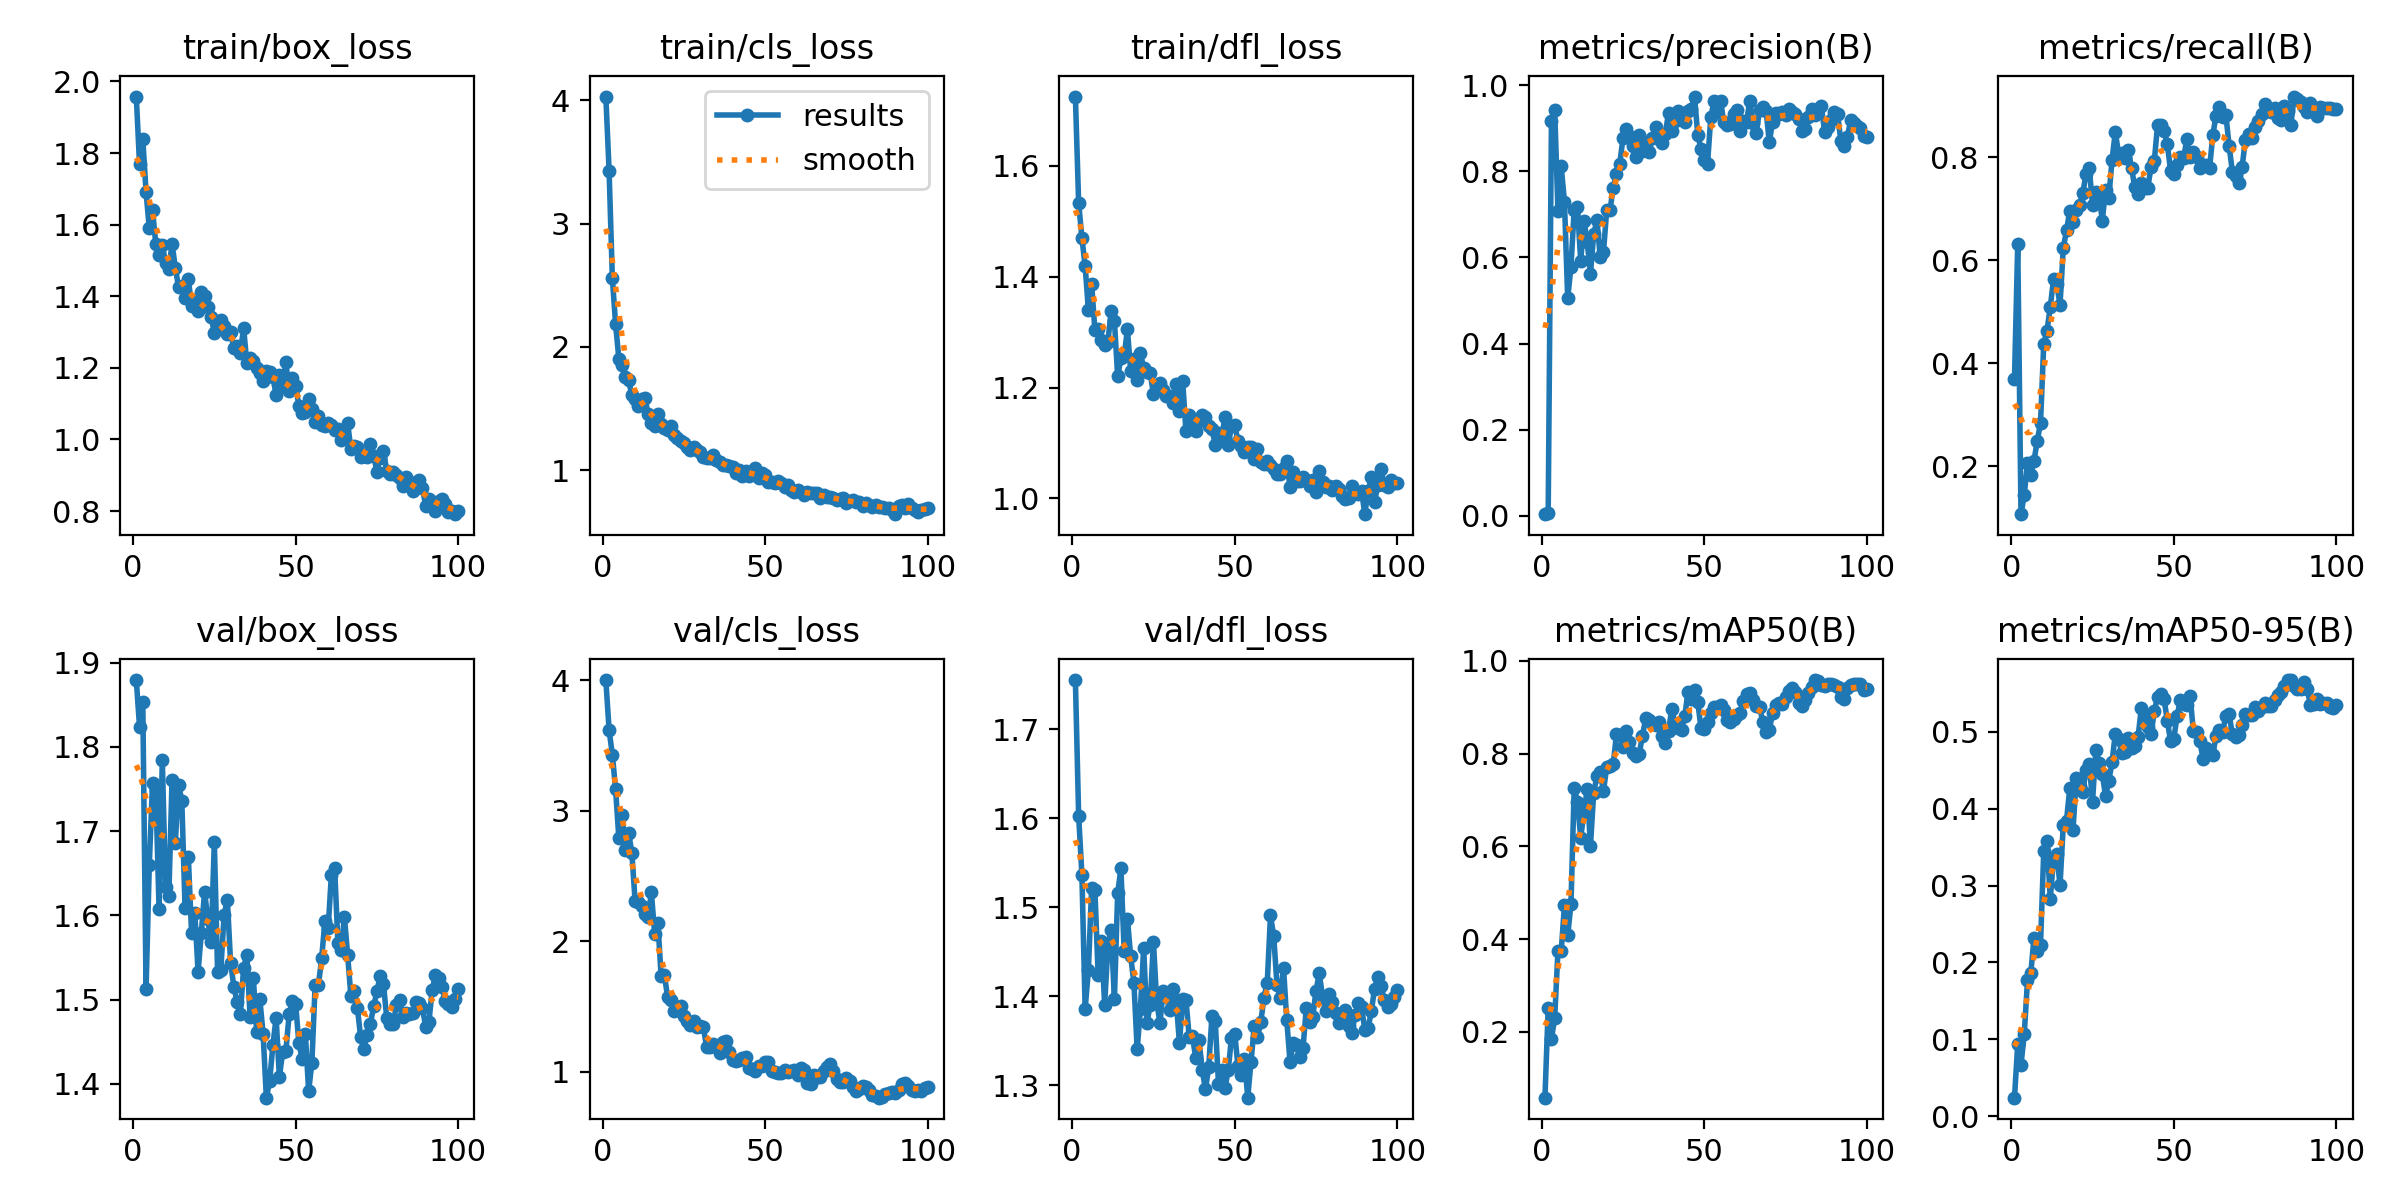 train/box_loss
2.0
1.8
1.6
1.4
1.2
1.0
0.8
0 50 100
train/cls_loss
results
smooth
4
3
2
1
0 50 100
train/dfl_loss
1.6
1.4
1.2
1.0
0 50 100
metrics/precision(B)
1.0
0.8
0.6
0.4
0.2
0.0
0 50 100
metrics/recall(B)
0.8
0.6
0.4
0.2
0 50 100
val/box_loss
1.9
1.8
1.7
1.6
1.5
1.4
0 50 100
val/cls_loss
4
3
2
1
0 50 100
val/dfl_loss
1.7
1.6
1.5
1.4
1.3
0 50 100
metrics/mAP50(B)
1.0
0.8
0.6
0.4
0.2
0 50 100
metrics/mAP50-95(B)
0.5
0.4
0.3
0.2
0.1
0.0
0 50 100